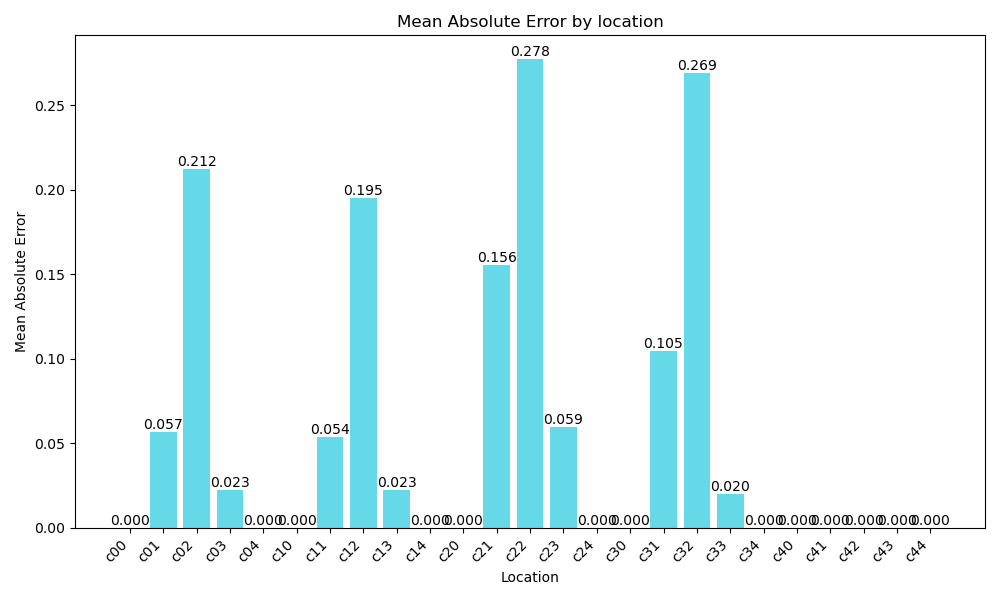 Mean Absolute Error by location
Mean Absolute Error
0.25
0.20
0.15
0.10
0.05
0.00
0.000
0.057
0.212
0.023
0.000
0.000
0.054
0.195
0.023
0.000
0.000
0.156
0.278
0.059
0.000
0.000
0.105
0.269
0.020
0.000
0.000
0.000
0.000
0.000
0.000
c00
c01
c02
c03
c04
c10
c11
c12
c13
c14
c20
c21
c22
c23
c24
c30
c31
c32
c33
c34
c40
c41
c42
c43
c44
Location